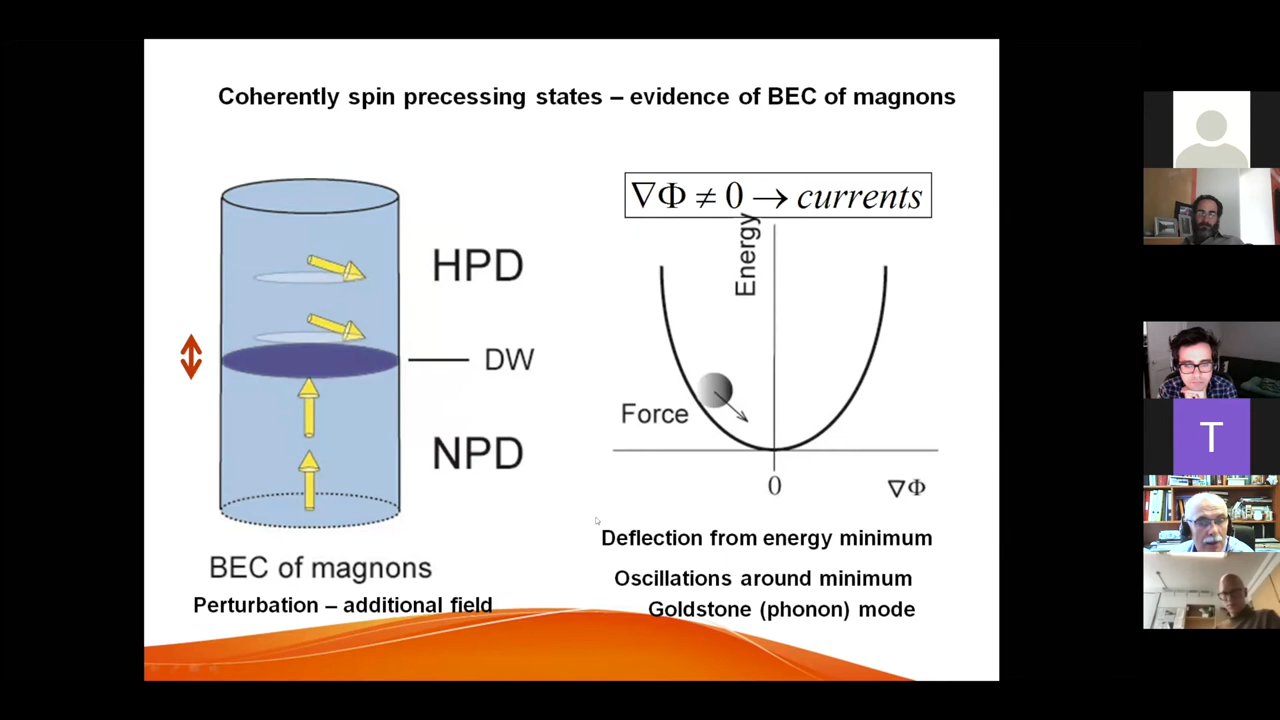 Coherently spin precessing states – evidence of BEC of magnons
HPD
DW
NPD
BEC of magnons
Perturbation – additional field
∇Φ ≠ 0 → currents
Energy
Force
0
∇Φ
Deflection from energy minimum
Oscillations around minimum
Goldstone (phonon) mode
T